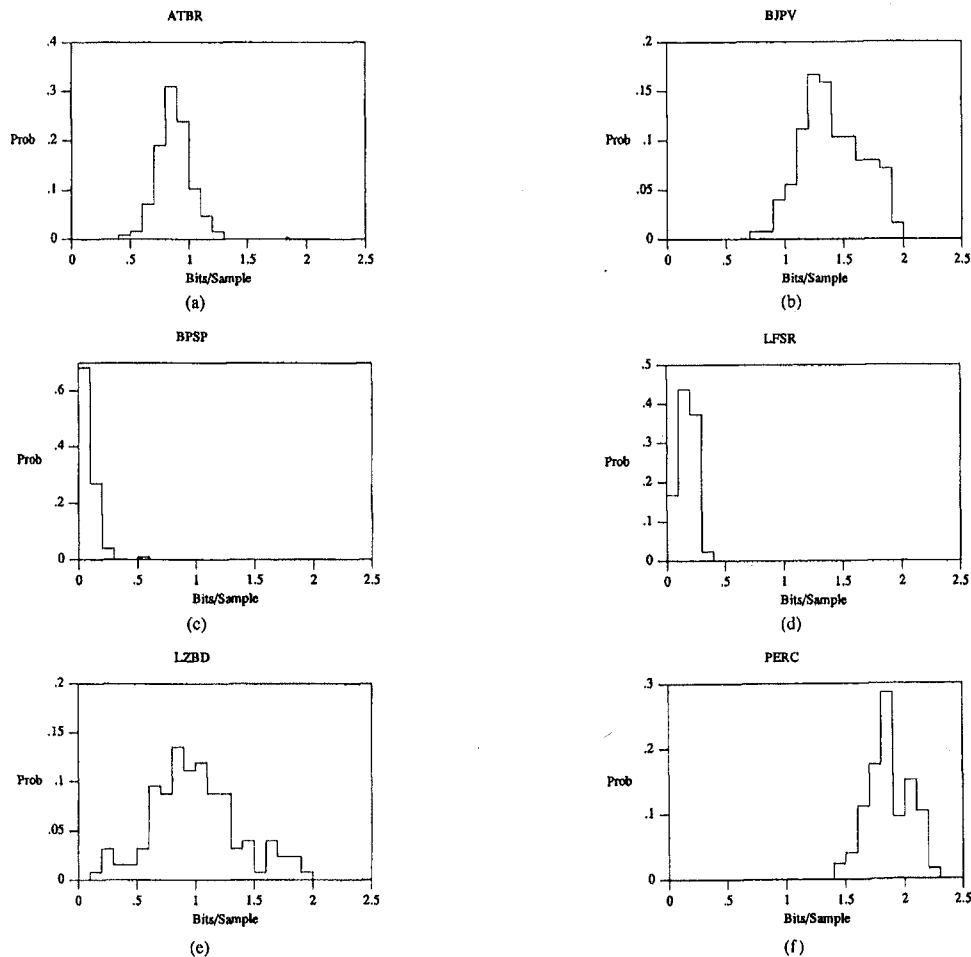 ATBR
.4
.3
Prob
.2
.1
0
0 .5 1 1.5 2 2.5
Bits/Sample
(a)
BJPV
.2
.15
Prob
.1
.05
0
0 1 1.5 2 2.5
Bits/Sample
(b)
BPSP
.6
.4
Prob
.2
0
0 .5 1 1.5 2 2.5
Bits/Sample
(c)
LFSR
.5
.4
.3
Prob
.2
.1
0
0 .5 1 1.5 2 2.5
Bits/Sample
(d)
LZBD
.2
.15
Prob
.1
.05
0
0 .5 1 1.5 2 2.5
Bits/Sample
(e)
PERC
.3
.2
Prob
.1
0
0 .5 1 1.5 2 2.5
Bits/Sample
(f)